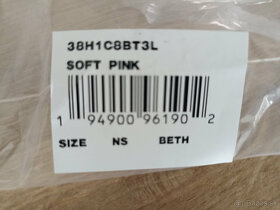 38H1C8BT3L
SOFT PINK
1 94900 96190 2
SIZE NS BETH